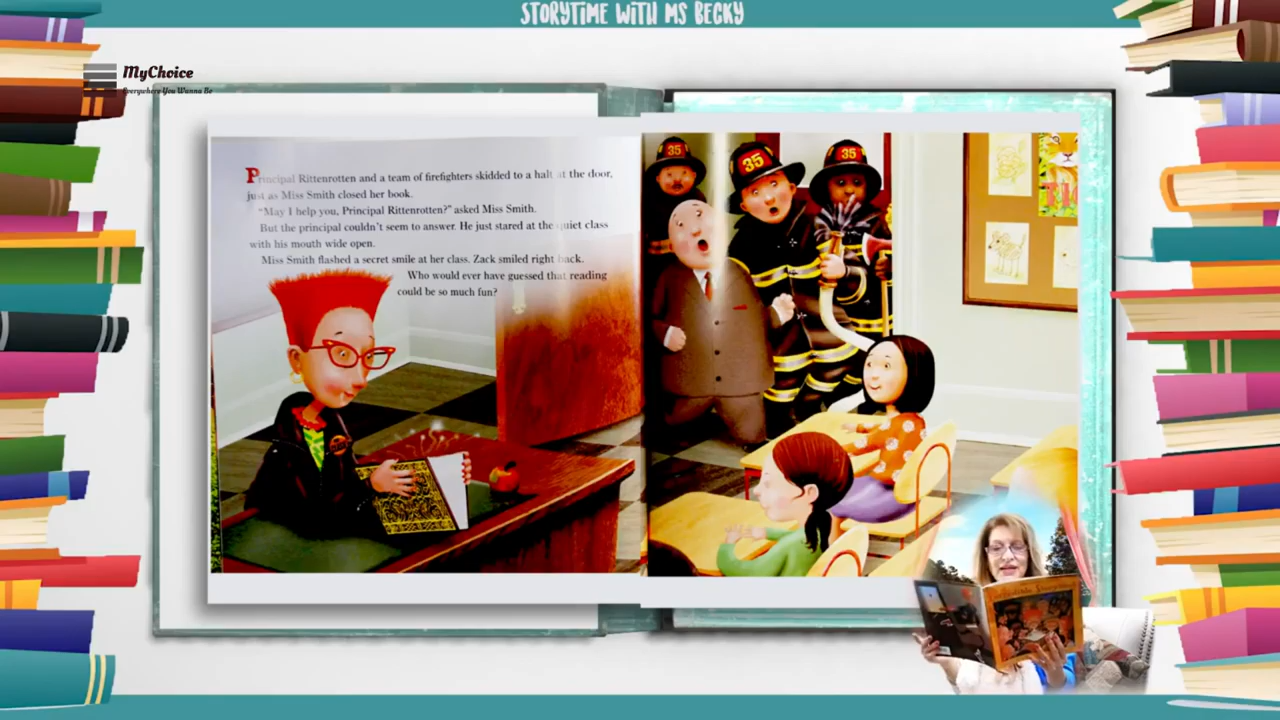 STORYTIME WITH MS BECKY
MyChoice
Everywhere You Wanna Be
Principal Rittenrotten and a team of firefighters skidded to a halt at the door,
just as Miss Smith closed her book.
"May I help you, Principal Rittenrotten?" asked Miss Smith.
But the principal couldn't seem to answer. He just stared at the quiet class
with his mouth wide open.
Miss Smith flashed a secret smile at her class. Zack smiled right back.
Who would ever have guessed that reading
could be so much fun?
35
35
35